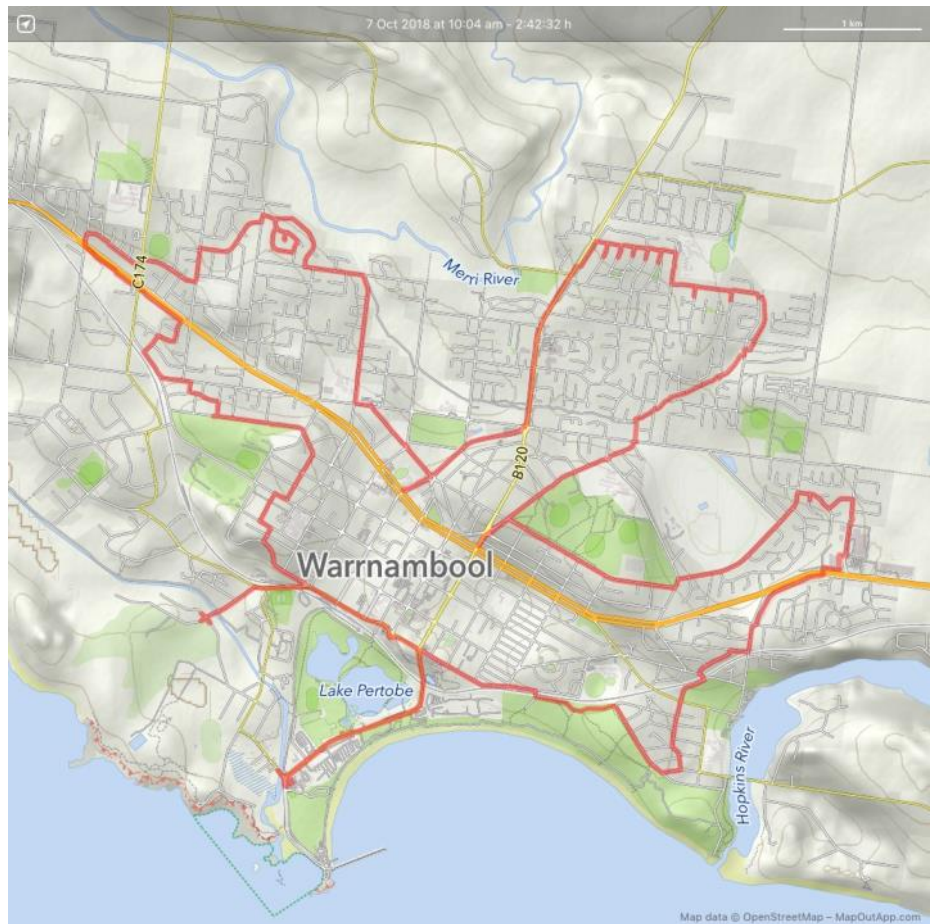 7 Oct 2018 at 10:04 am - 2:42:32 h
1 km
C174
Merri River
B120
Warrnambool
Lake Pertobe
Hopkins River
Map data © OpenStreetMap – MapOutApp.com